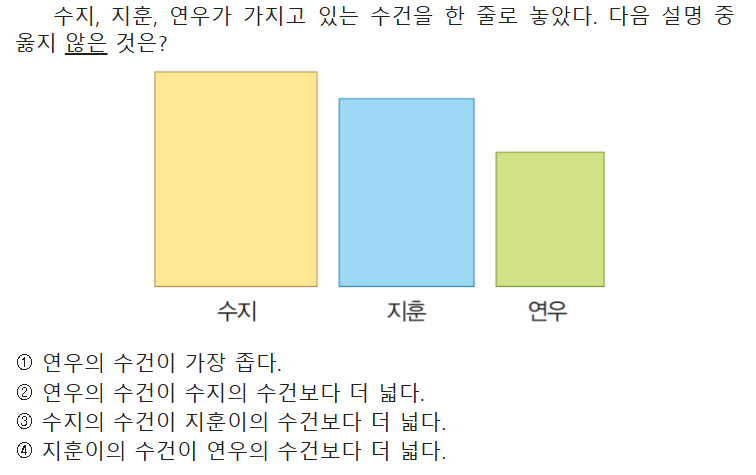 수지, 지훈, 연우가 가지고 있는 수건을 한 줄로 놓았다. 다음 설명 중
옳지 않은 것은?
수지
지훈
연우
① 연우의 수건이 가장 좁다.
② 연우의 수건이 수지의 수건보다 더 넓다.
③ 수지의 수건이 지훈이의 수건보다 더 넓다.
④ 지훈이의 수건이 연우의 수건보다 더 넓다.